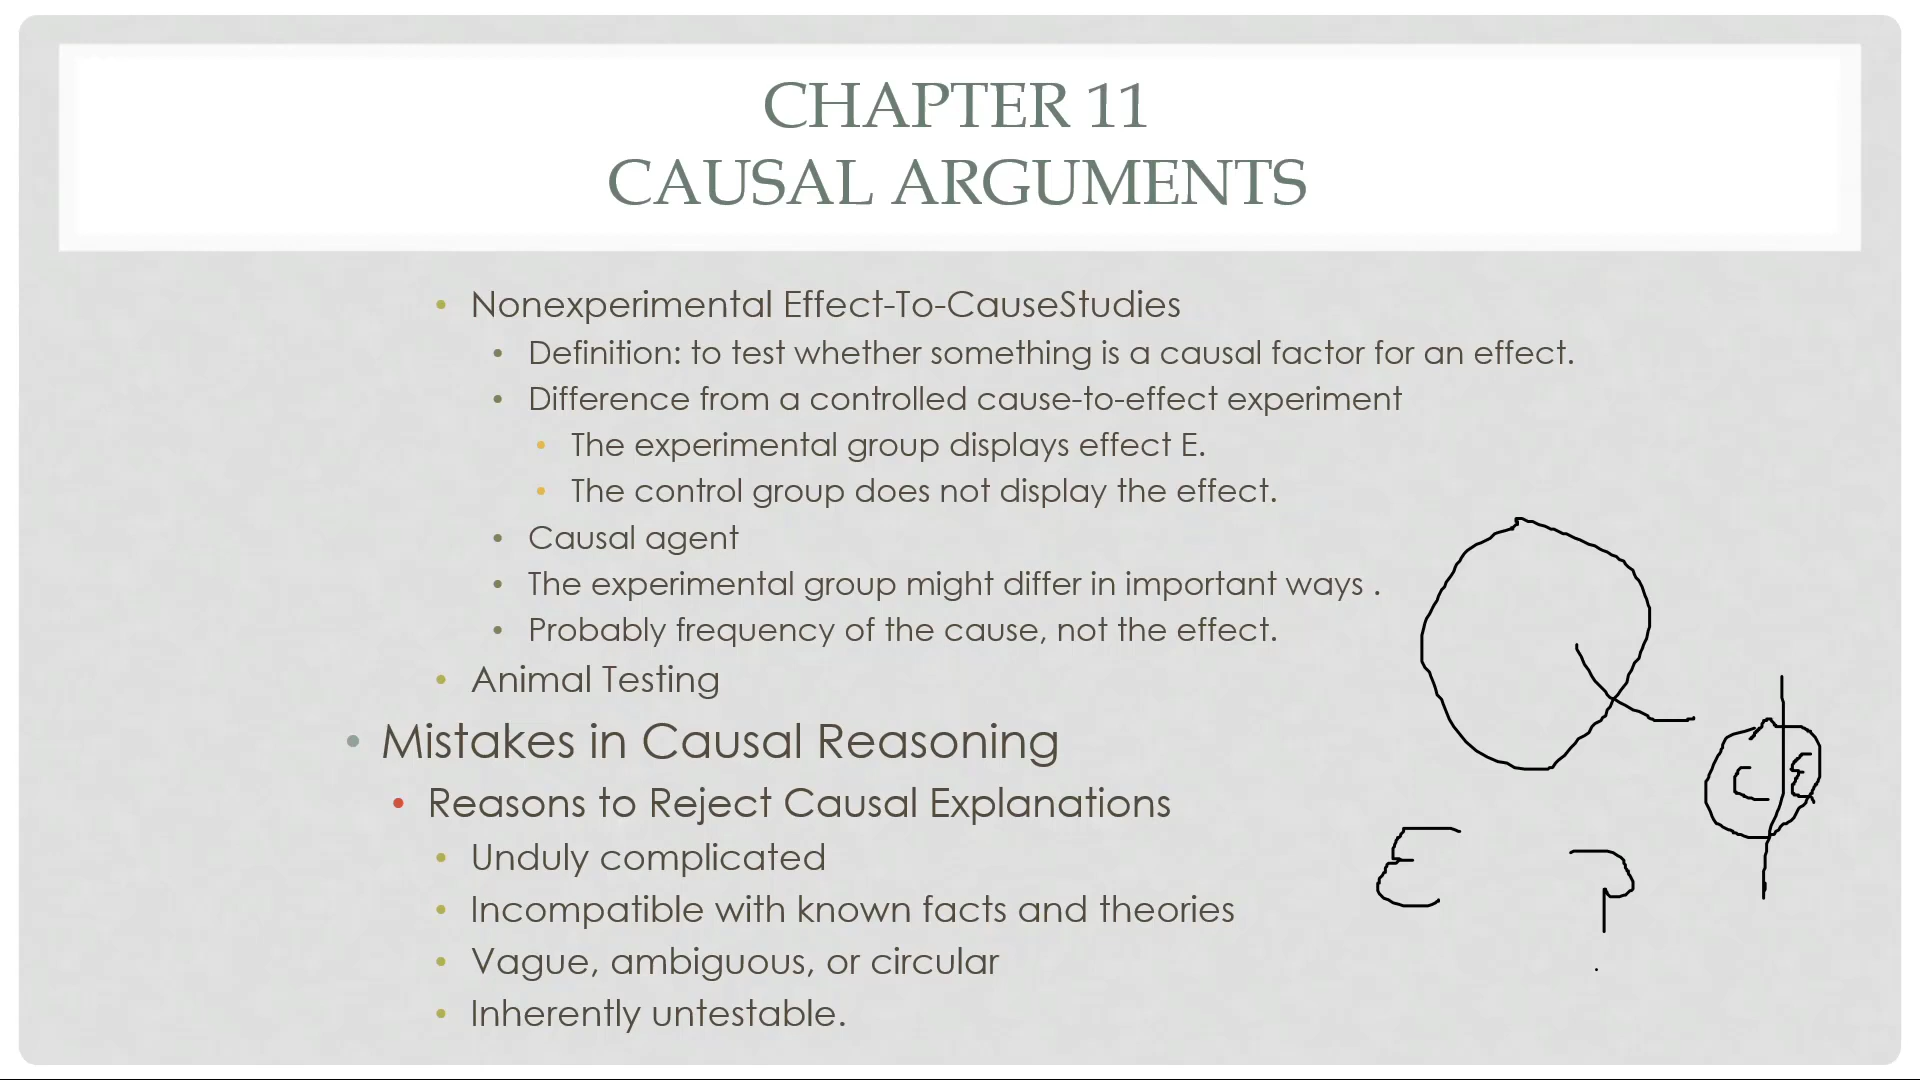 CHAPTER 11
CAUSAL ARGUMENTS
• Nonexperimental Effect-To-CauseStudies
• Definition: to test whether something is a causal factor for an effect.
• Difference from a controlled cause-to-effect experiment
• The experimental group displays effect E.
• The control group does not display the effect.
• Causal agent
• The experimental group might differ in important ways .
• Probably frequency of the cause, not the effect.
• Animal Testing
• Mistakes in Causal Reasoning
• Reasons to Reject Causal Explanations
• Unduly complicated
• Incompatible with known facts and theories
• Vague, ambiguous, or circular
• Inherently untestable.
C E
E ?